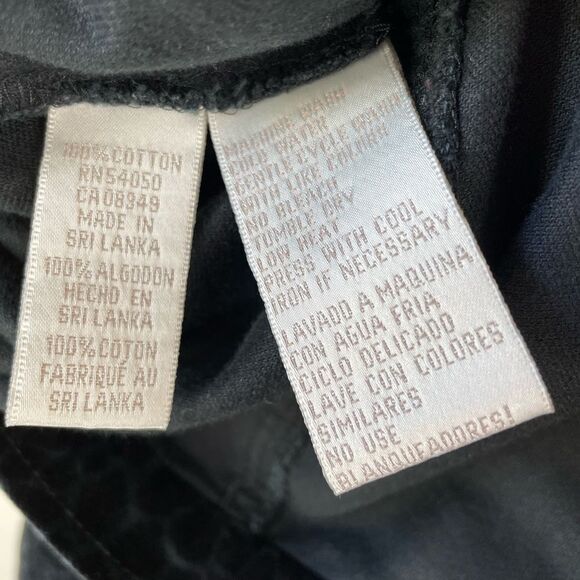 100% COTTON
RN54050
CA08949
MADE IN
SRI LANKA
100% ALGODON
HECHO EN
SRI LANKA
100% COTON
FABRIQUÉ AU
SRI LANKA
MACHINE WASH
COLD WATER
GENTLE CYCLE WASH
WITH LIKE COLORS
NO BLEACH
TUMBLE DRY
LOW HEAT
PRESS WITH COOL
IRON IF NECESSARY
LAVADO A MAQUINA
CON AGUA FRIA
CICLO DELICADO
LAVE CON COLORES
SIMILARES
NO USE
BLANQUEADORES!